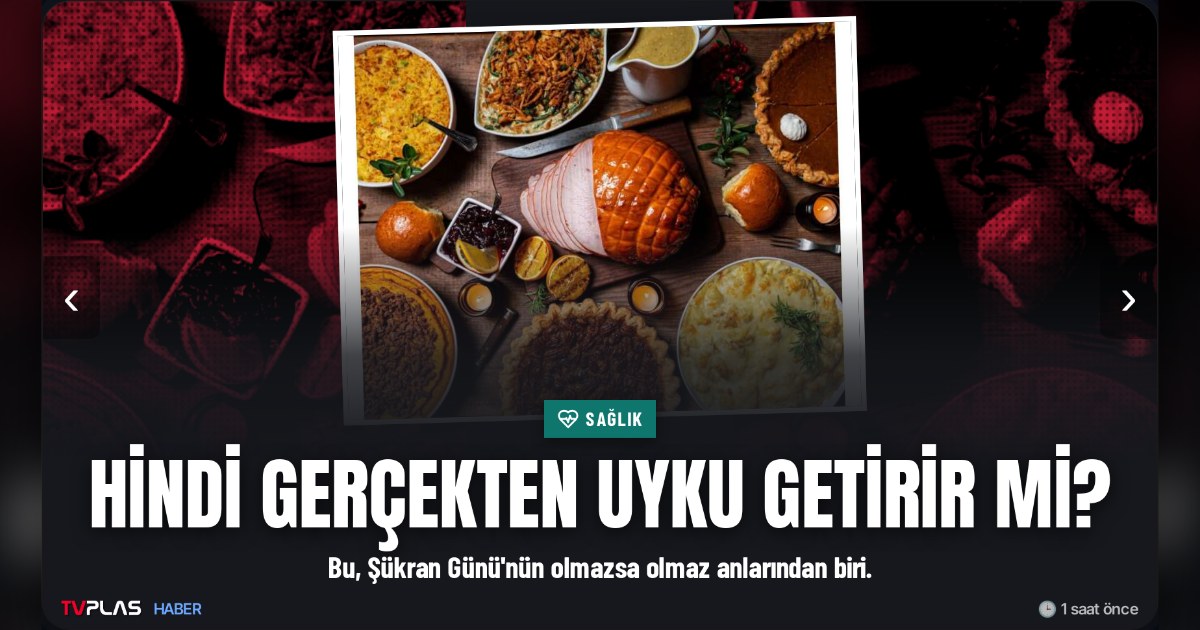 SAĞLIK
HİNDİ GERÇEKTEN UYKU GETİRİR Mİ?
Bu, Şükran Günü'nün olmazsa olmaz anlarından biri.
TVPLAS HABER
1 saat önce